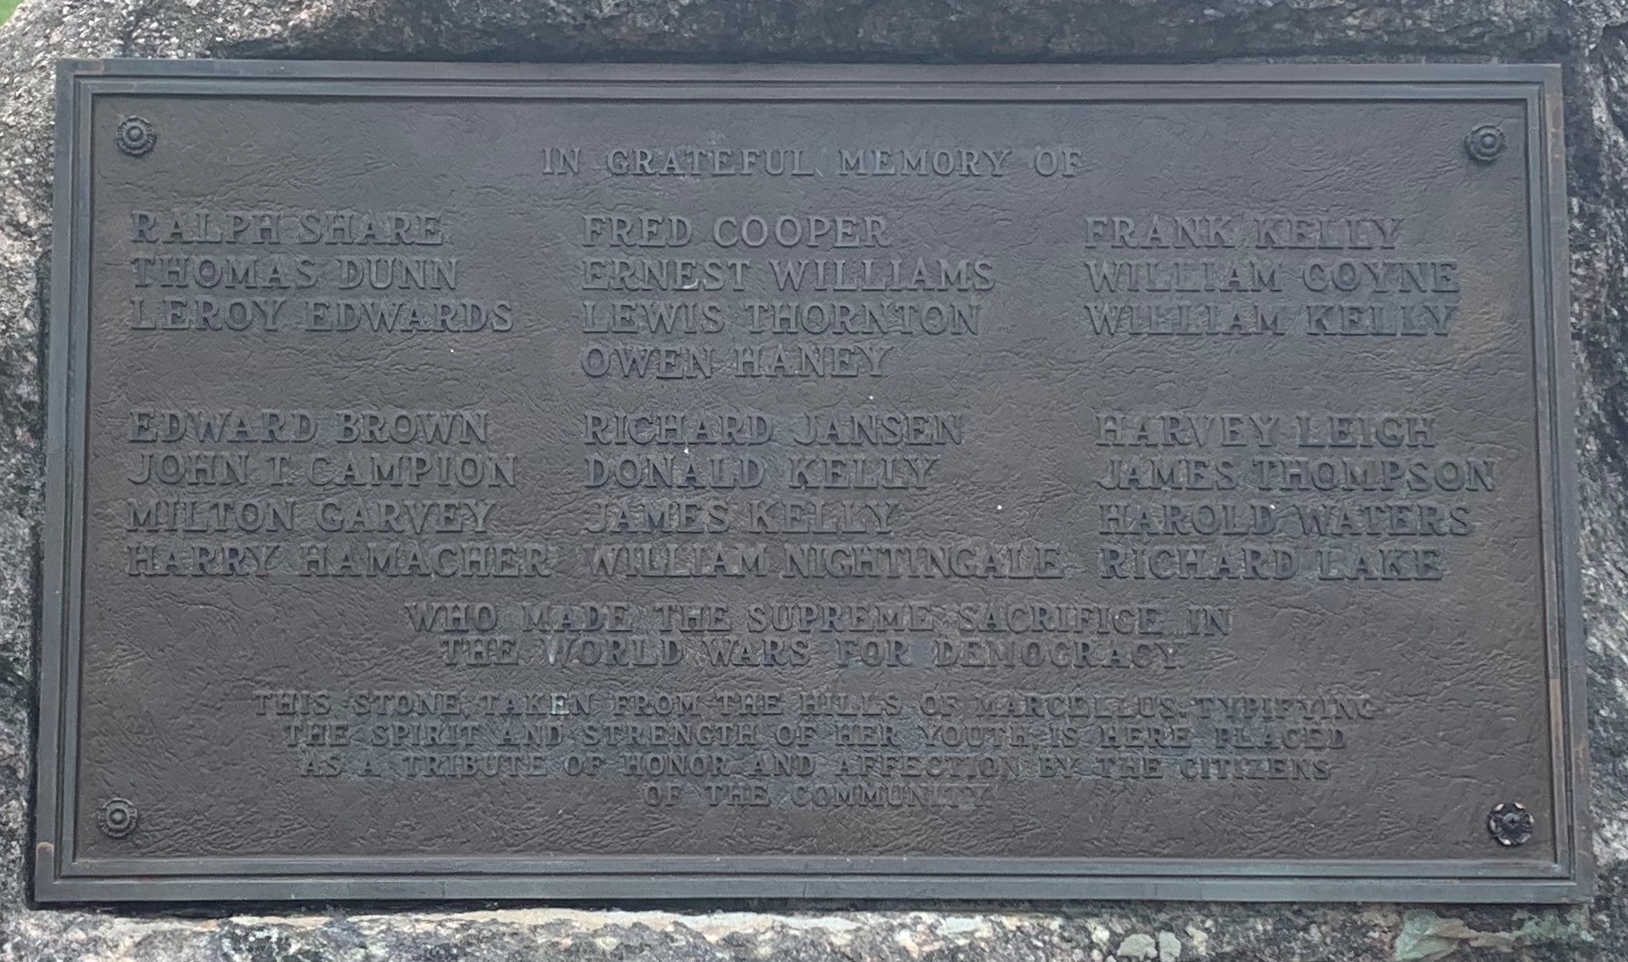 IN GRATEFUL MEMORY OF
RALPH SHARE FRED COOPER FRANK KELLY
THOMAS DUNN ERNEST WILLIAMS WILLIAM COYNE
LEROY EDWARDS LEWIS THORNTON WILLIAM KELLY
OWEN HANEY
EDWARD BROWN RICHARD JANSEN HARVEY LEIGH
JOHN T. CAMPION DONALD KELLY JAMES THOMPSON
MILTON GARVEY JAMES KELLY HAROLD WATERS
HARRY HAMACHER WILLIAM NIGHTINGALE RICHARD LAKE
WHO MADE THE SUPREME SACRIFICE IN
THE WORLD WARS FOR DEMOCRACY.
THIS STONE, TAKEN FROM THE HILLS OF MARCELLUS, TYPIFYING
THE SPIRIT AND STRENGTH OF HER YOUTH, IS HERE PLACED
AS A TRIBUTE OF HONOR AND AFFECTION BY THE CITIZENS
OF THE COMMUNITY.